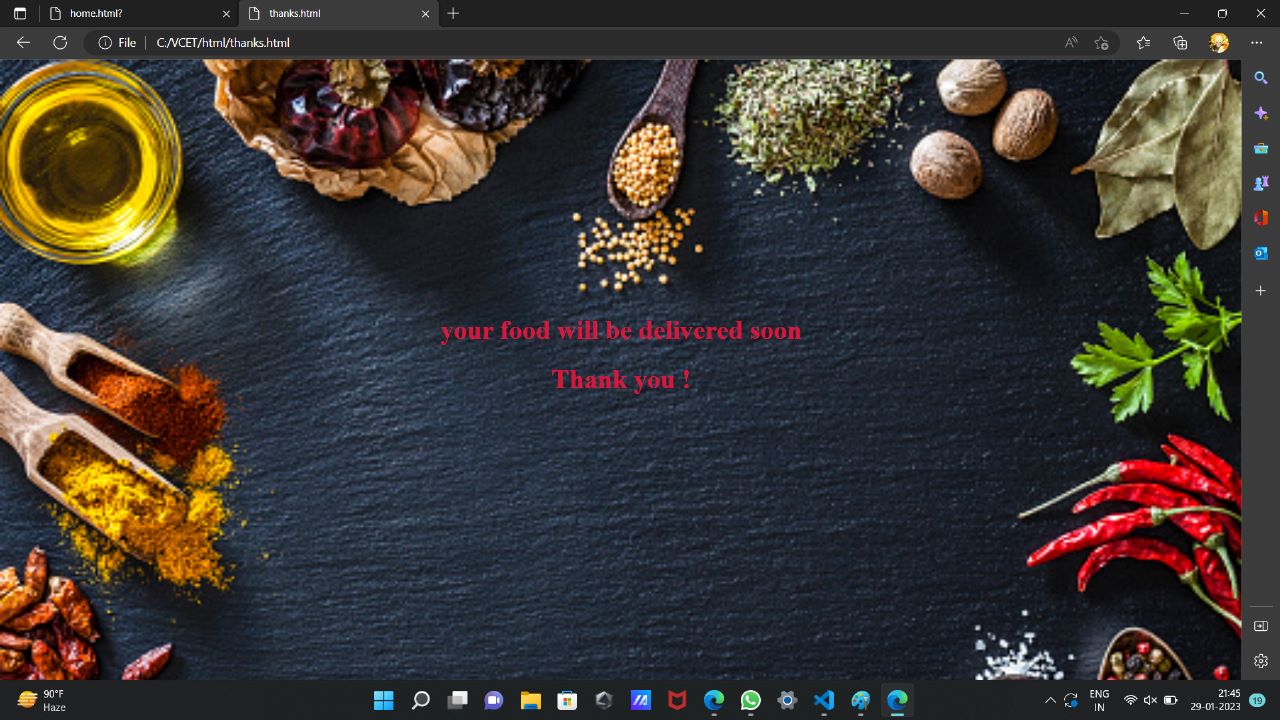 home.html?
thanks.html
File
C:/VCET/html/thanks.html
your food will be delivered soon
Thank you !
90°F
Haze
ENG
IN
21:45
29-01-2023
19